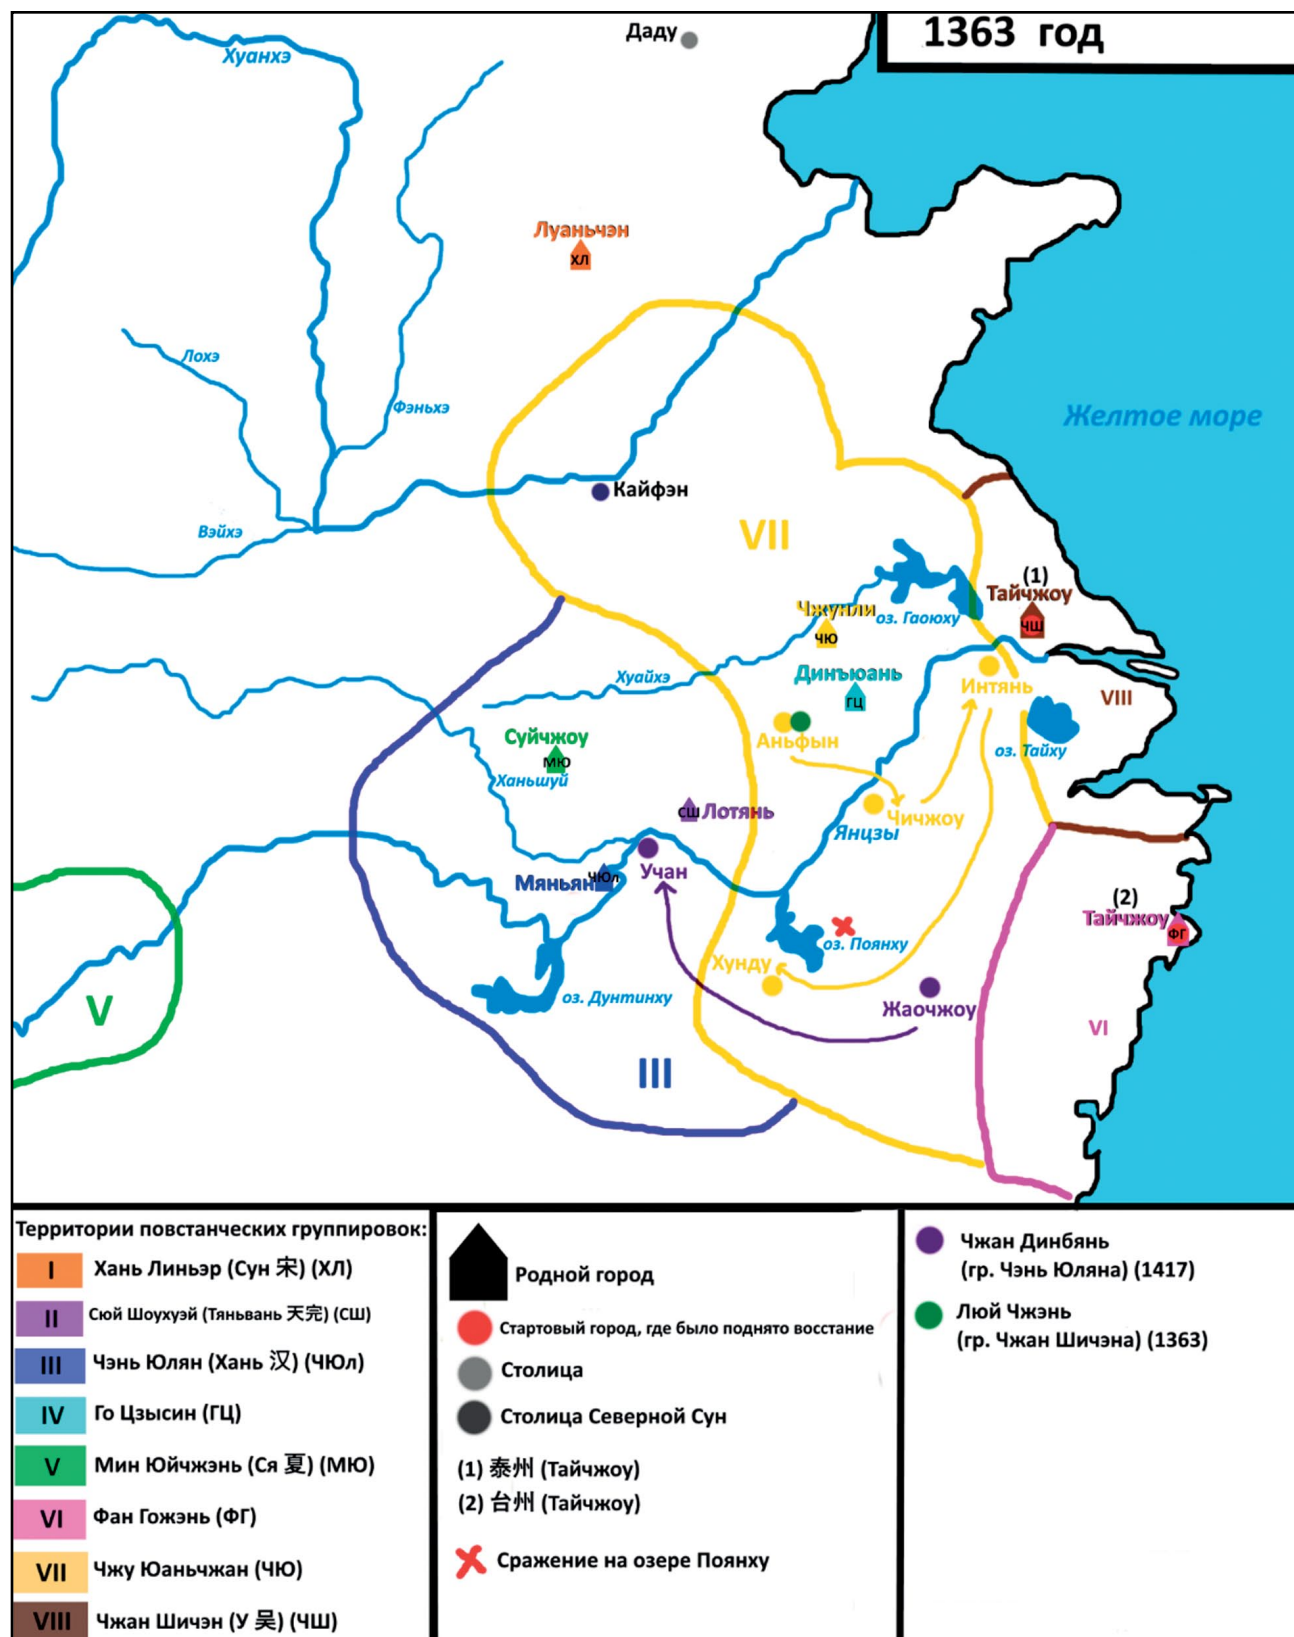 1363 год
Даду
Хуанхэ
Луаньчэн
ХЛ
Лохэ
Фэньхэ
Желтое море
Кайфэн
Вэйхэ
VII
(1)
Тайчжоу
ЧШ
Чжунли
ЧЮ
оз. Гаоюху
Хуайхэ
Динъюань
ГЦ
Интянь
VIII
Суйчжоу
МЮ
Аньфын
оз. Тайху
Ханьшуй
СШ
Лотянь
Чичжоу
Янцзы
Учан
Мяньян
ЧЮл
(2)
Тайчжоу
ФГ
оз. Поянху
Хунду
оз. Дунтинху
Жаочжоу
V
VI
III
Территории повстанческих группировок:
I Хань Линьэр (Сун 宋) (ХЛ)
II Сюй Шоухуэй (Тяньвань 天完) (СШ)
III Чэнь Юлян (Хань 汉) (ЧЮл)
IV Го Цзысин (ГЦ)
V Мин Юйчжэнь (Ся 夏) (МЮ)
VI Фан Гожэнь (ФГ)
VII Чжу Юаньчжан (ЧЮ)
VIII Чжан Шичэн (У 吴) (ЧШ)
Родной город
Стартовый город, где было поднято восстание
Столица
Столица Северной Сун
(1) 泰州 (Тайчжоу)
(2) 台州 (Тайчжоу)
Сражение на озере Поянху
Чжан Динбянь
(гр. Чэнь Юляна) (1417)
Люй Чжэнь
(гр. Чжан Шичэна) (1363)